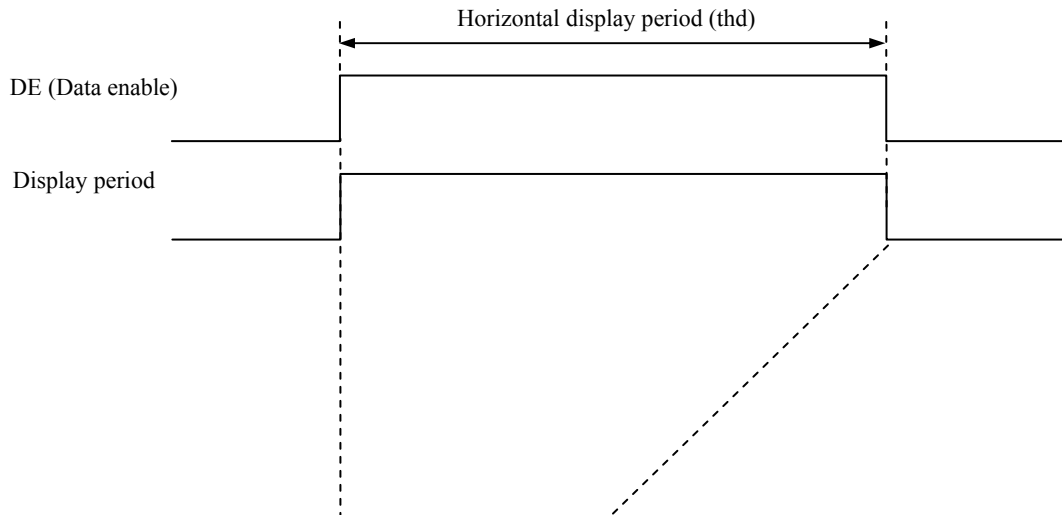 Horizontal display period (thd)
DE (Data enable)
Display period